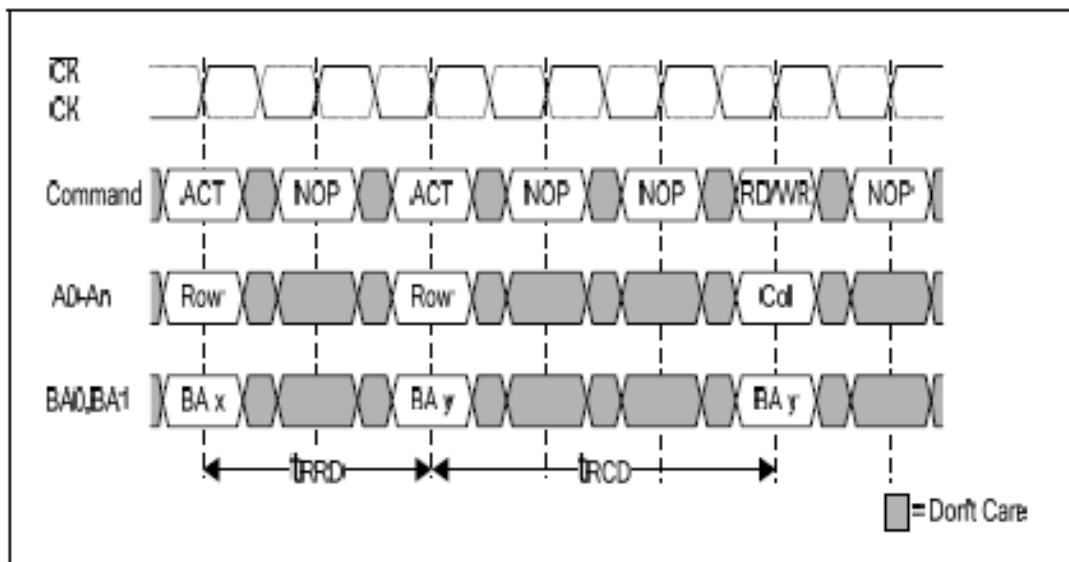 CK
CK
Command ACT NOP ACT NOP NOP RD/WR NOP
A0-An Row Row Col
BA0,BA1 BA x BA y BA y
tRRD tRCD
= Don't Care